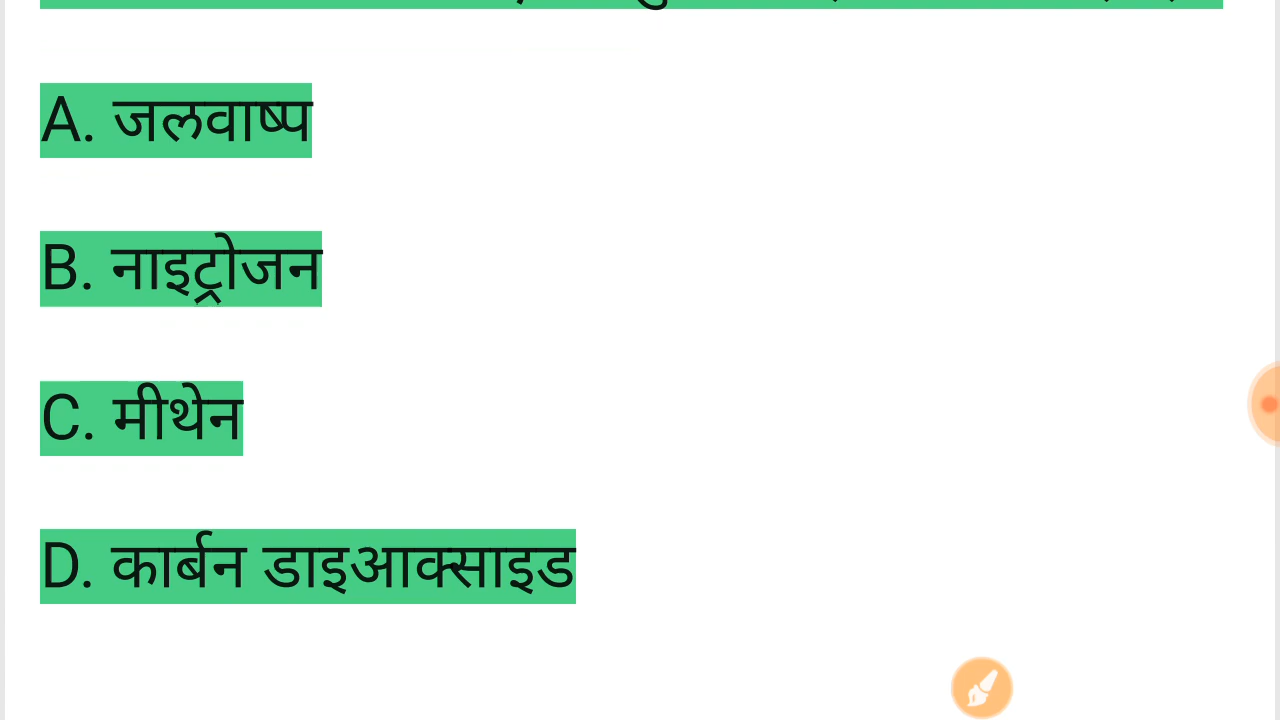 A. जलवाष्प
B. नाइट्रोजन
C. मीथेन
D. कार्बन डाइआक्साइड